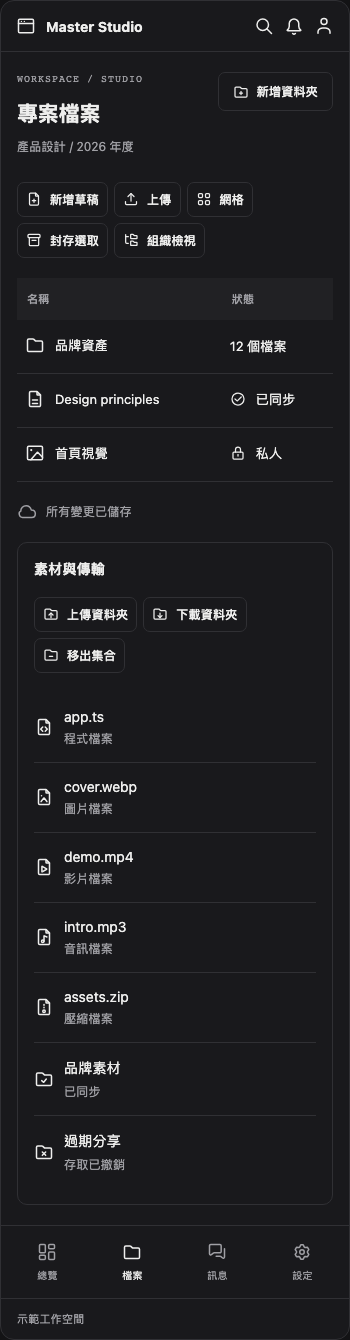 Master Studio
WORKSPACE / STUDIO
專案檔案
產品設計 / 2026 年度
新增資料夾
新增草稿
上傳
網格
封存選取
組織檢視
名稱 狀態
品牌資產 12 個檔案
Design principles 已同步
首頁視覺 私人
所有變更已儲存
素材與傳輸
上傳資料夾
下載資料夾
移出集合
app.ts
程式檔案
cover.webp
圖片檔案
demo.mp4
影片檔案
intro.mp3
音訊檔案
assets.zip
壓縮檔案
品牌素材
已同步
過期分享
存取已撤銷
總覽 檔案 訊息 設定
示範工作空間